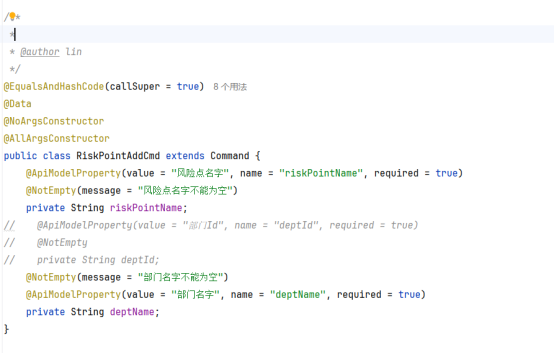 /**
 *
 * @author lin
 */
@EqualsAndHashCode(callSuper = true) 8 个用法
@Data
@NoArgsConstructor
@AllArgsConstructor
public class RiskPointAddCmd extends Command {
    @ApiModelProperty(value = "风险点名字", name = "riskPointName", required = true)
    @NotEmpty(message = "风险点名字不能为空")
    private String riskPointName;
//    @ApiModelProperty(value = "部门Id", name = "deptId", required = true)
//    @NotEmpty
//    private String deptId;
    @NotEmpty(message = "部门名字不能为空")
    @ApiModelProperty(value = "部门名字", name = "deptName", required = true)
    private String deptName;
}